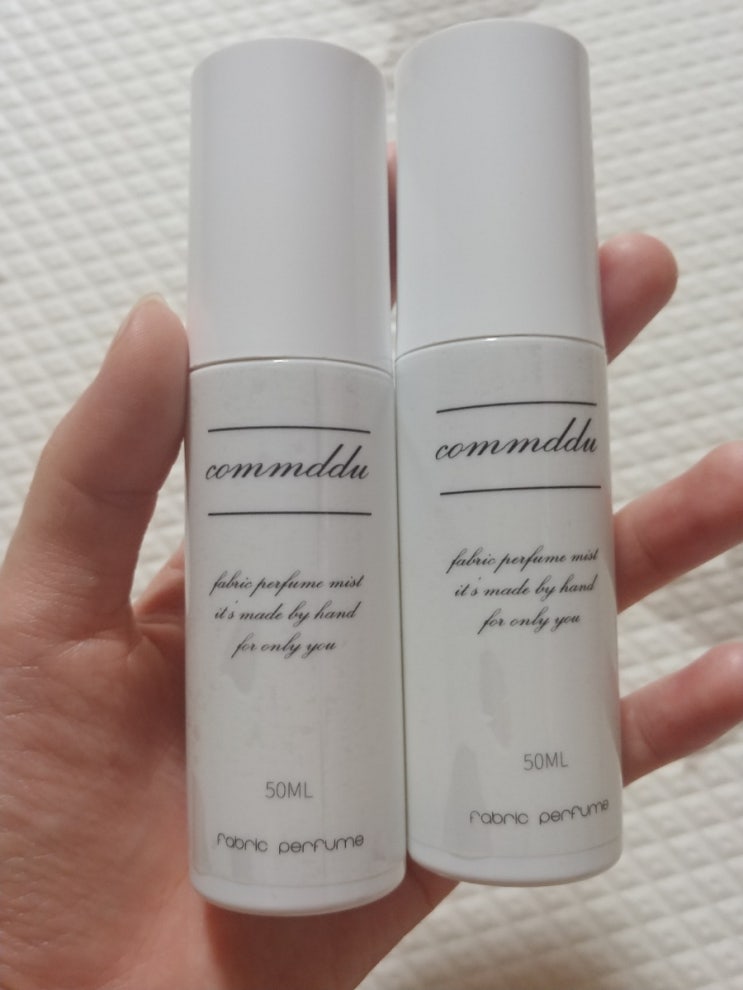 commddu
fabric perfume mist
it's made by hand
for only you
50ML
fabric perfume
commddu
fabric perfume mist
it's made by hand
for only you
50ML
fabric perfume